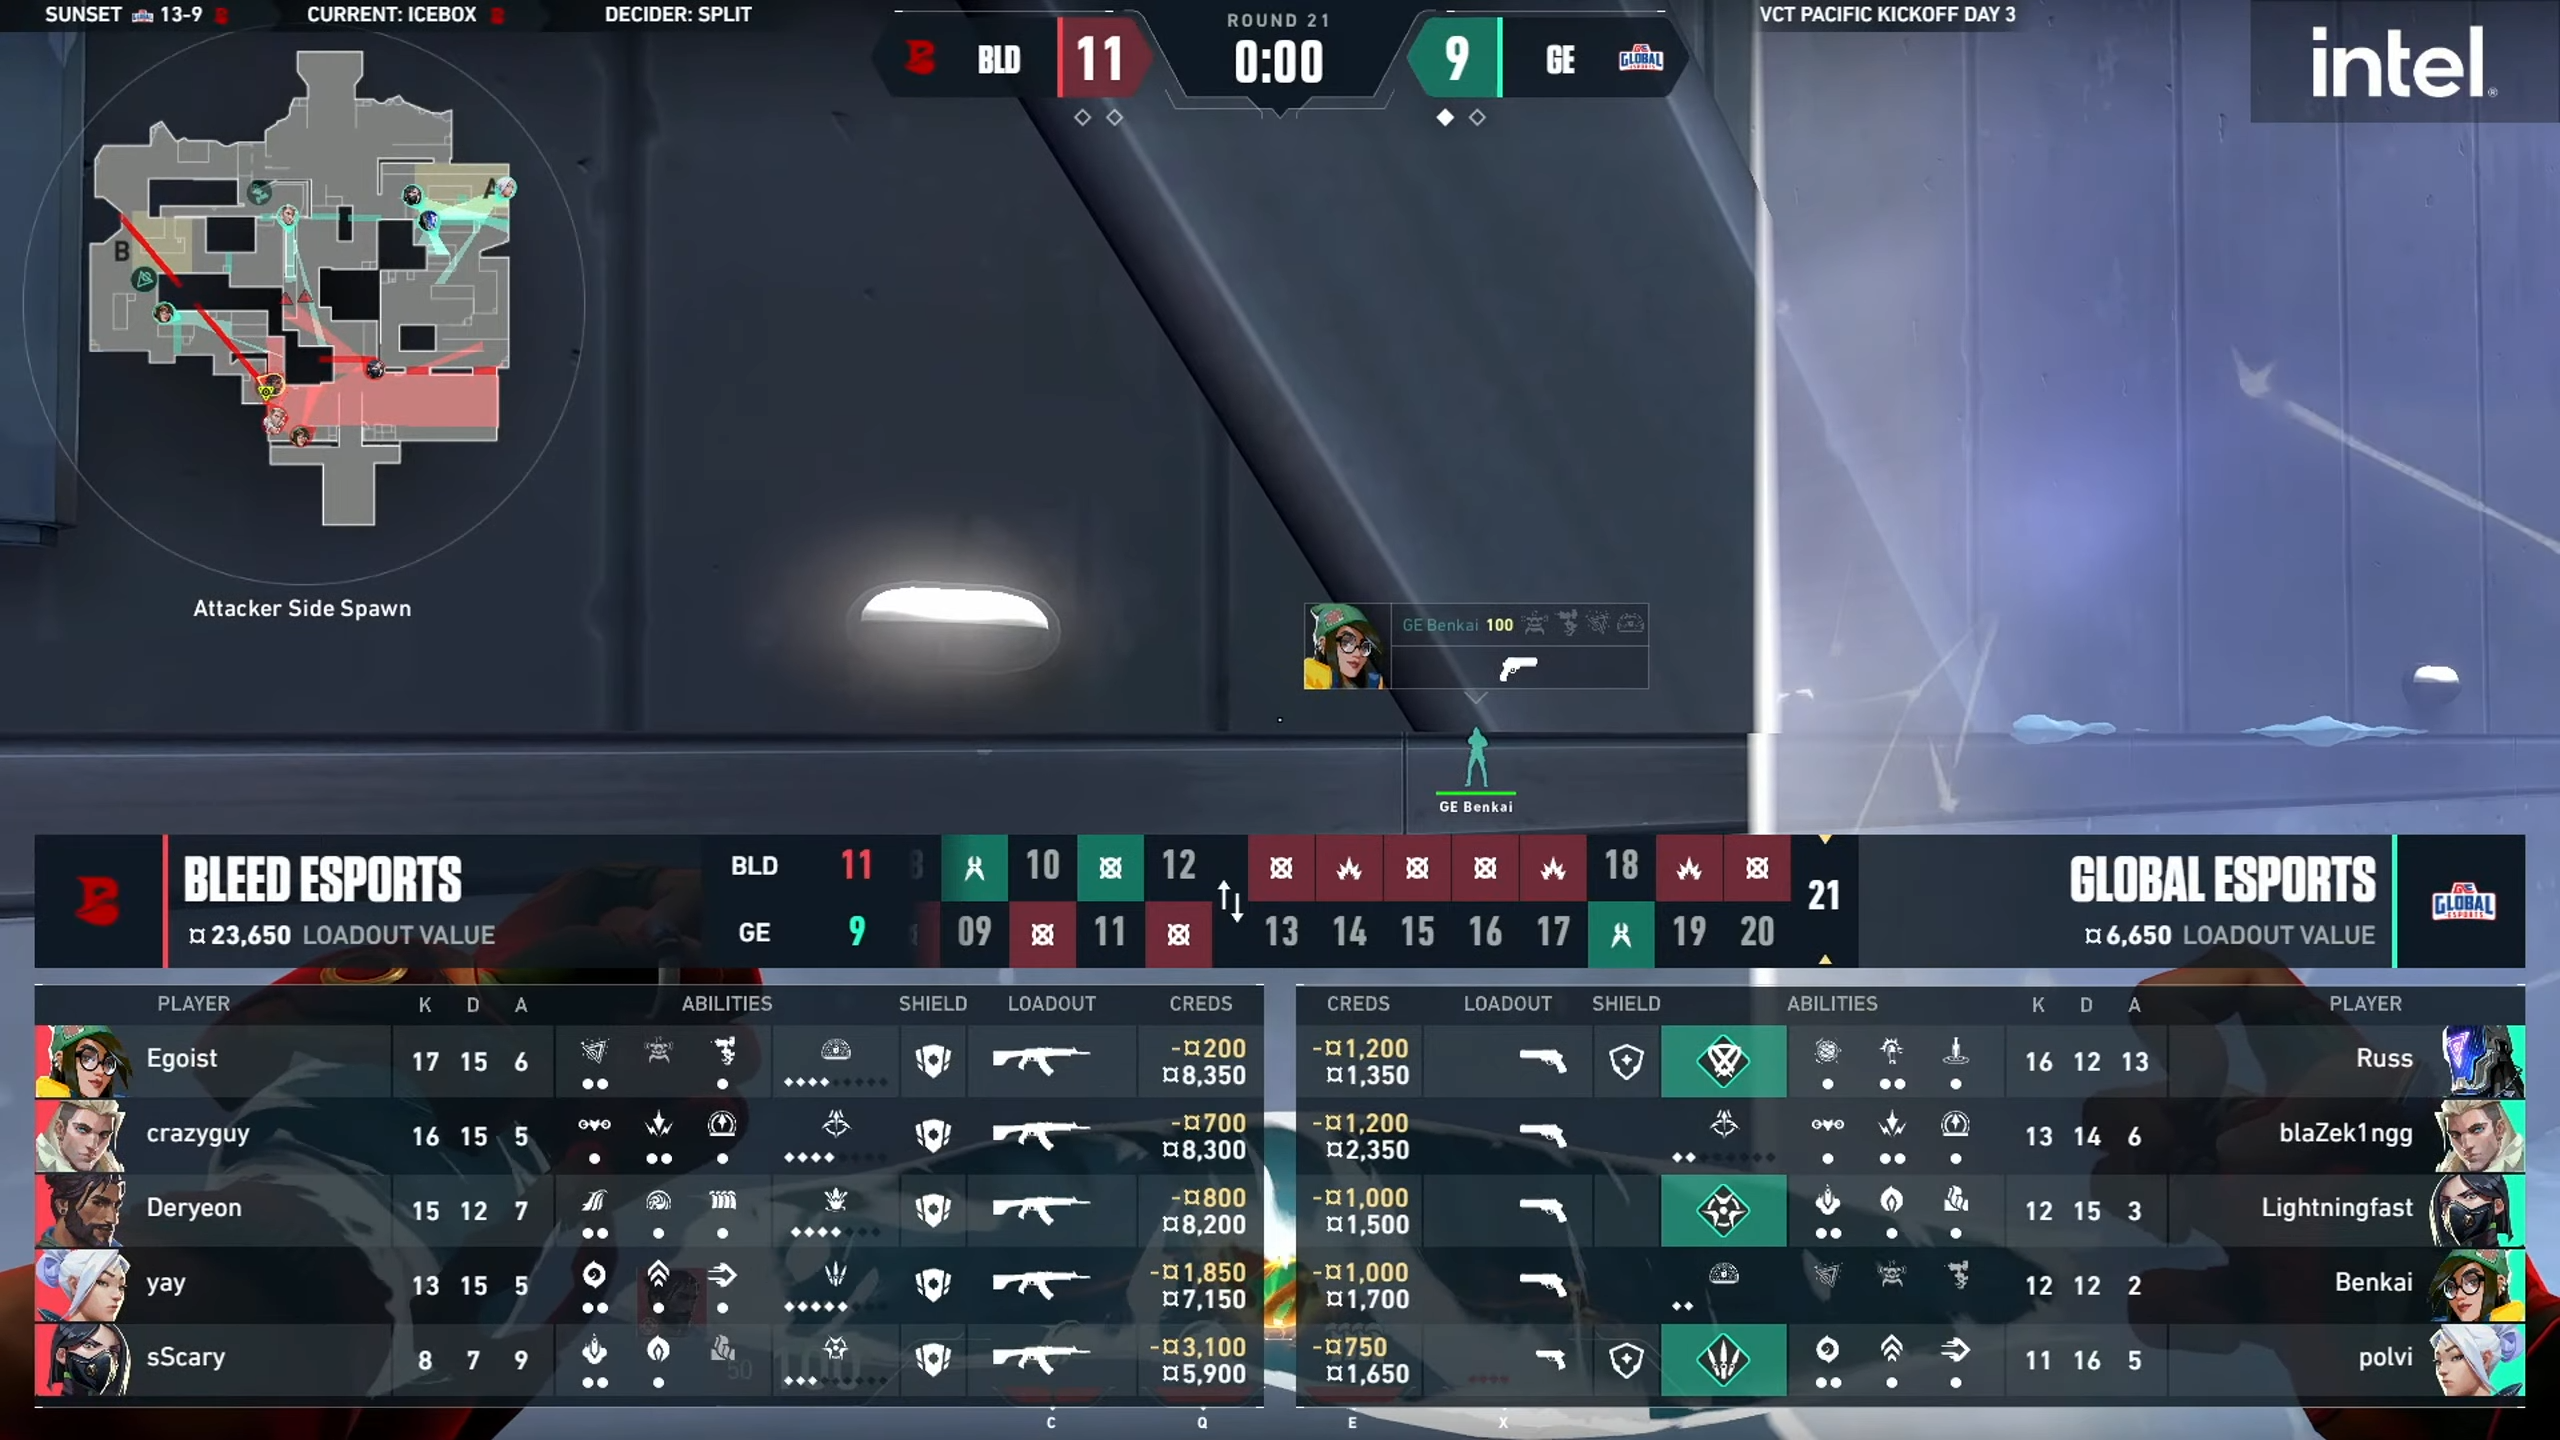 SUNSET GLOBAL 13-9
CURRENT: ICEBOX
DECIDER: SPLIT
ROUND 21
VCT PACIFIC KICKOFF DAY 3
BLD 11 0:00 9 GE GLOBAL
intel
A
B
Attacker Side Spawn
GE Benkai 100
GE Benkai
BLEED ESPORTS
¤ 23,650 LOADOUT VALUE
BLD 11 8 10 12 18
GE 9 09 11 13 14 15 16 17 19 20
21
GLOBAL ESPORTS
¤ 6,650 LOADOUT VALUE
GLOBAL
PLAYER K D A ABILITIES SHIELD LOADOUT CREDS
Egoist 17 15 6 -¤200
¤8,350
crazyguy 16 15 5 -¤700
¤8,300
Deryeon 15 12 7 -¤800
¤8,200
yay 13 15 5 -¤1,850
¤7,150
sScary 8 7 9 -¤3,100
¤5,900
CREDS LOADOUT SHIELD ABILITIES K D A PLAYER
-¤1,200
¤1,350 16 12 13 Russ
-¤1,200
¤2,350 13 14 6 blaZek1ngg
-¤1,000
¤1,500 12 15 3 Lightningfast
-¤1,000
¤1,700 12 12 2 Benkai
-¤750
¤1,650 11 16 5 polvi
C Q E X